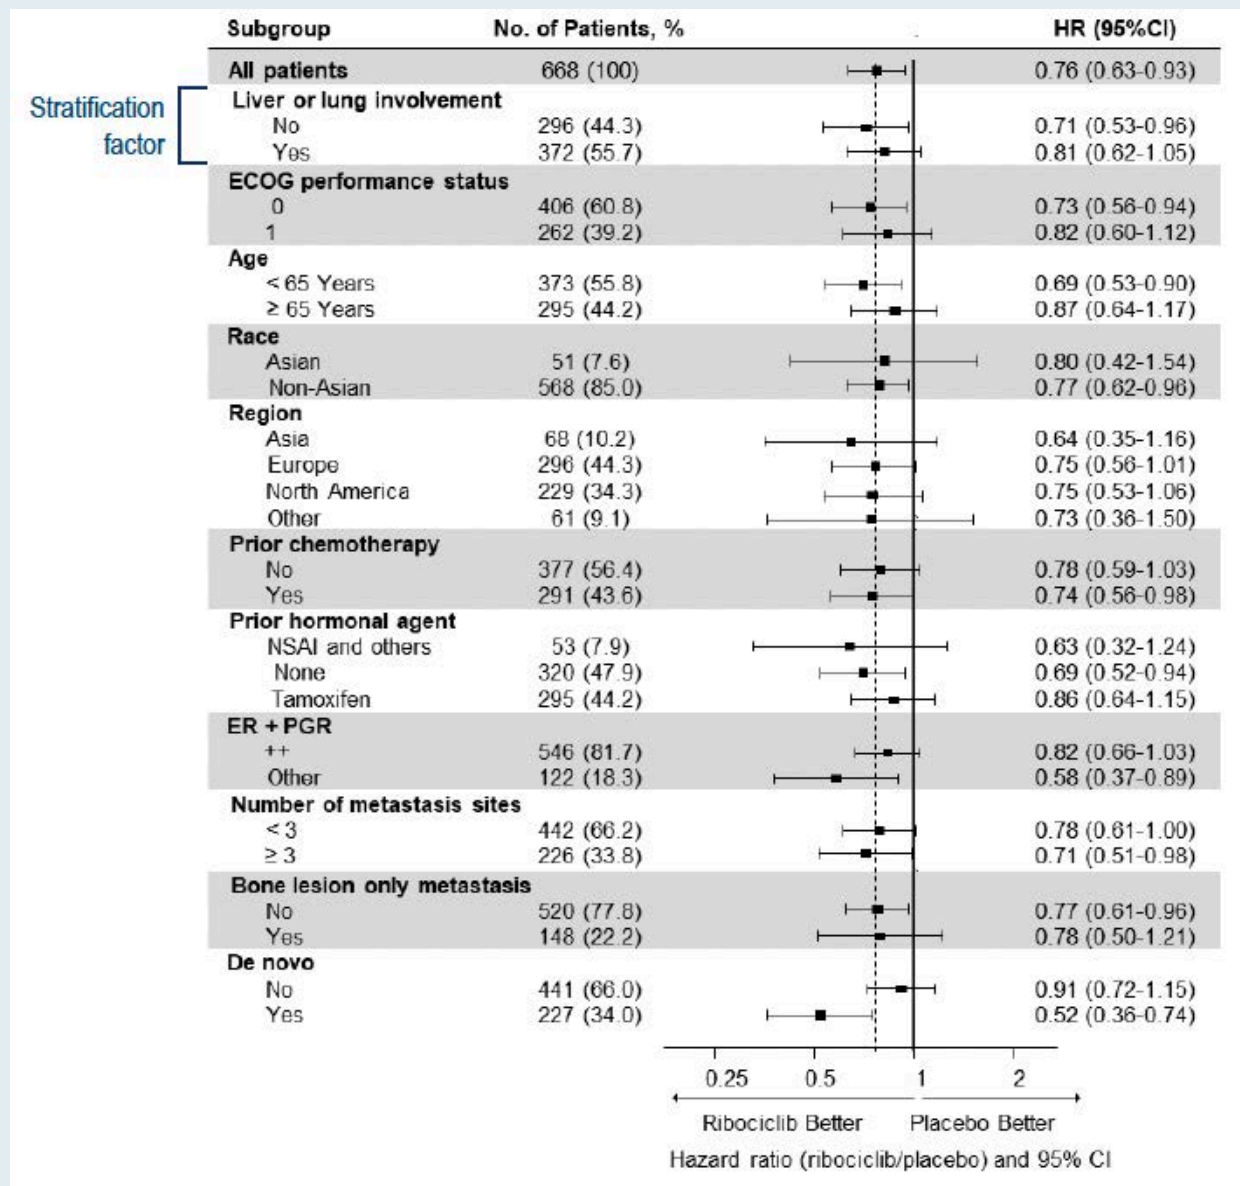 Subgroup No. of Patients, % HR (95%CI)
All patients 668 (100) 0.76 (0.63-0.93)
Stratification factor
Liver or lung involvement
No 296 (44.3) 0.71 (0.53-0.96)
Yes 372 (55.7) 0.81 (0.62-1.05)
ECOG performance status
0 406 (60.8) 0.73 (0.56-0.94)
1 262 (39.2) 0.82 (0.60-1.12)
Age
< 65 Years 373 (55.8) 0.69 (0.53-0.90)
≥ 65 Years 295 (44.2) 0.87 (0.64-1.17)
Race
Asian 51 (7.6) 0.80 (0.42-1.54)
Non-Asian 568 (85.0) 0.77 (0.62-0.96)
Region
Asia 68 (10.2) 0.64 (0.35-1.16)
Europe 296 (44.3) 0.75 (0.56-1.01)
North America 229 (34.3) 0.75 (0.53-1.06)
Other 61 (9.1) 0.73 (0.36-1.50)
Prior chemotherapy
No 377 (56.4) 0.78 (0.59-1.03)
Yes 291 (43.6) 0.74 (0.56-0.98)
Prior hormonal agent
NSAI and others 53 (7.9) 0.63 (0.32-1.24)
None 320 (47.9) 0.69 (0.52-0.94)
Tamoxifen 295 (44.2) 0.86 (0.64-1.15)
ER + PGR
++ 546 (81.7) 0.82 (0.66-1.03)
Other 122 (18.3) 0.58 (0.37-0.89)
Number of metastasis sites
< 3 442 (66.2) 0.78 (0.61-1.00)
≥ 3 226 (33.8) 0.71 (0.51-0.98)
Bone lesion only metastasis
No 520 (77.8) 0.77 (0.61-0.96)
Yes 148 (22.2) 0.78 (0.50-1.21)
De novo
No 441 (66.0) 0.91 (0.72-1.15)
Yes 227 (34.0) 0.52 (0.36-0.74)
0.25 0.5 1 2
Ribociclib Better Placebo Better
Hazard ratio (ribociclib/placebo) and 95% CI